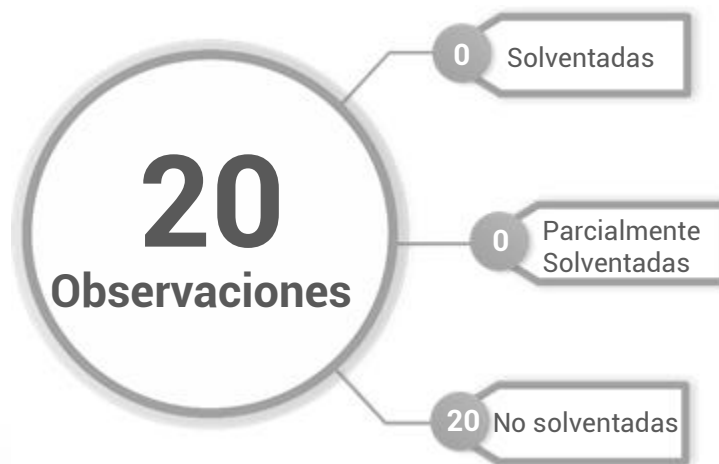 20
Observaciones
0 Solventadas
0 Parcialmente
Solventadas
20 No solventadas